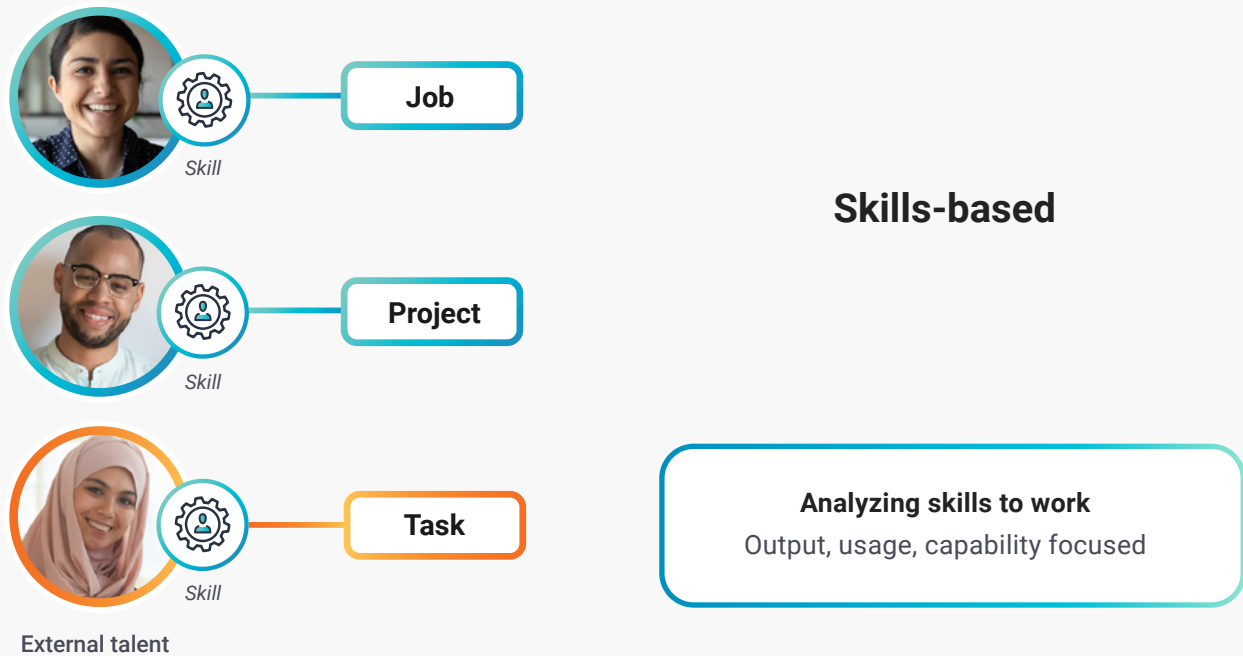 Job
Skill
Skills-based
Project
Skill
Analyzing skills to work
Output, usage, capability focused
Task
Skill
External talent